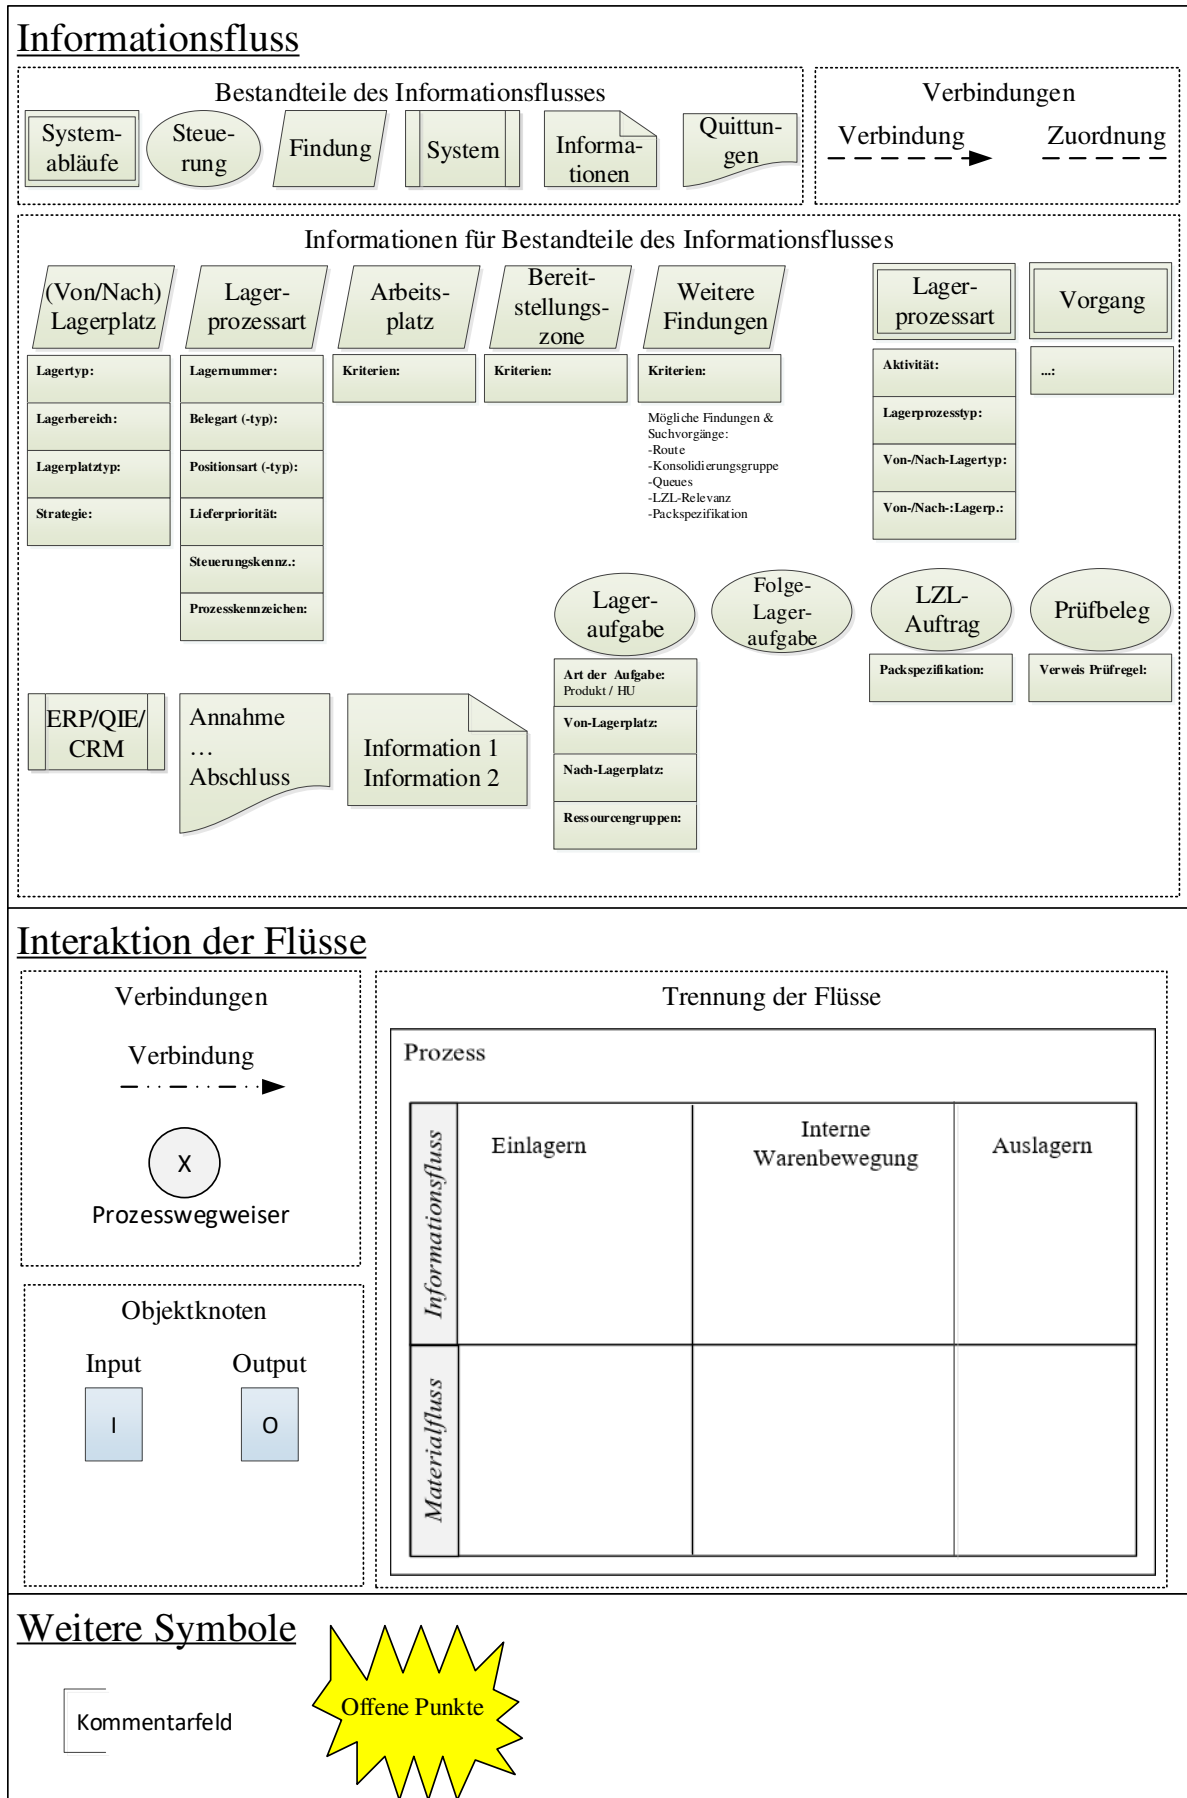 Informationsfluss
Bestandteile des Informationsflusses
System-
abläufe
Steue-
rung
Findung
System
Informa-
tionen
Quittun-
gen
Verbindungen
Verbindung
Zuordnung
Informationen für Bestandteile des Informationsflusses
(Von/Nach)
Lagerplatz
Lagertyp:
Lagerbereich:
Lagerplatztyp:
Strategie:
Lager-
prozessart
Lagernummer:
Belegart (-typ):
Positionsart (-typ):
Lieferpriorität:
Steuerungskennz.:
Prozesskennzeichen:
Arbeits-
platz
Kriterien:
Bereit-
stellungs-
zone
Kriterien:
Weitere
Findungen
Kriterien:
Mögliche Findungen &
Suchvorgänge:
-Route
-Konsolidierungsgruppe
-Queues
-LZL-Relevanz
-Packspezifikation
Lager-
prozessart
Aktivität:
Lagerprozesstyp:
Von-/Nach-Lagertyp:
Von-/Nach-:Lagerp.:
Vorgang
...:
Lager-
aufgabe
Art der Aufgabe:
Produkt / HU
Von-Lagerplatz:
Nach-Lagerplatz:
Ressourcengruppen:
Folge-
Lager-
aufgabe
LZL-
Auftrag
Packspezifikation:
Prüfbeleg
Verweis Prüfregel:
ERP/QIE/
CRM
Annahme
…
Abschluss
Information 1
Information 2
Interaktion der Flüsse
Verbindungen
Verbindung
X
Prozesswegweiser
Objektknoten
Input
Output
I
O
Trennung der Flüsse
Prozess
Informationsfluss
Einlagern
Interne
Warenbewegung
Auslagern
Materialfluss
Weitere Symbole
Kommentarfeld
Offene Punkte